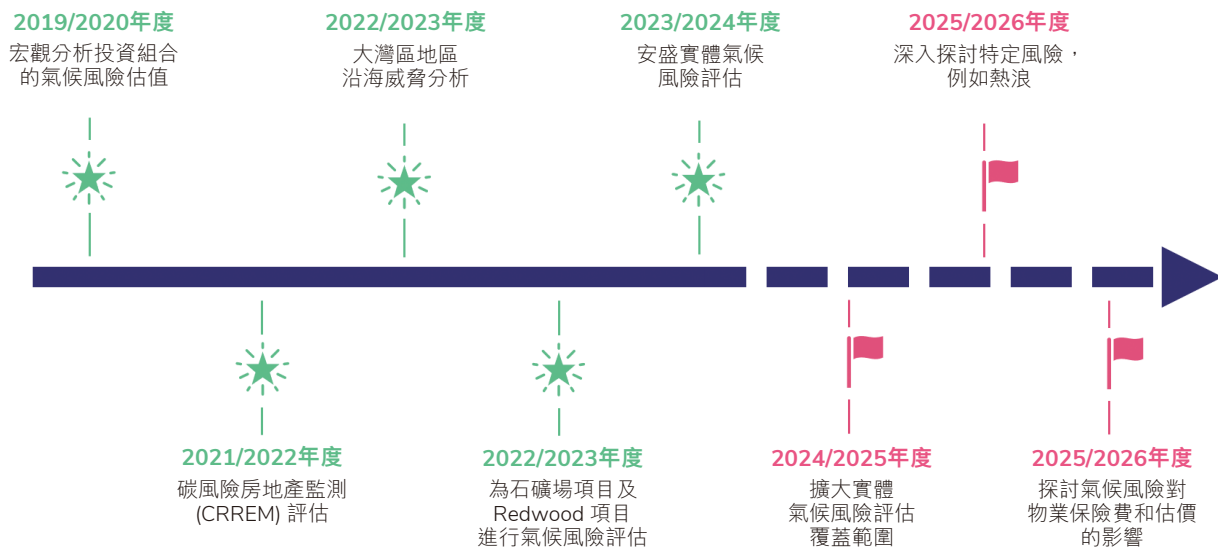 2019/2020年度
宏觀分析投資組合
的氣候風險估值
2022/2023年度
大灣區地區
沿海威脅分析
2023/2024年度
安盛實體氣候
風險評估
2025/2026年度
深入探討特定風險，
例如熱浪
2021/2022年度
碳風險房地產監測
(CRREM) 評估
2022/2023年度
為石礦場項目及
Redwood 項目
進行氣候風險評估
2024/2025年度
擴大實體
氣候風險評估
覆蓋範圍
2025/2026年度
探討氣候風險對
物業保險費和估價
的影響